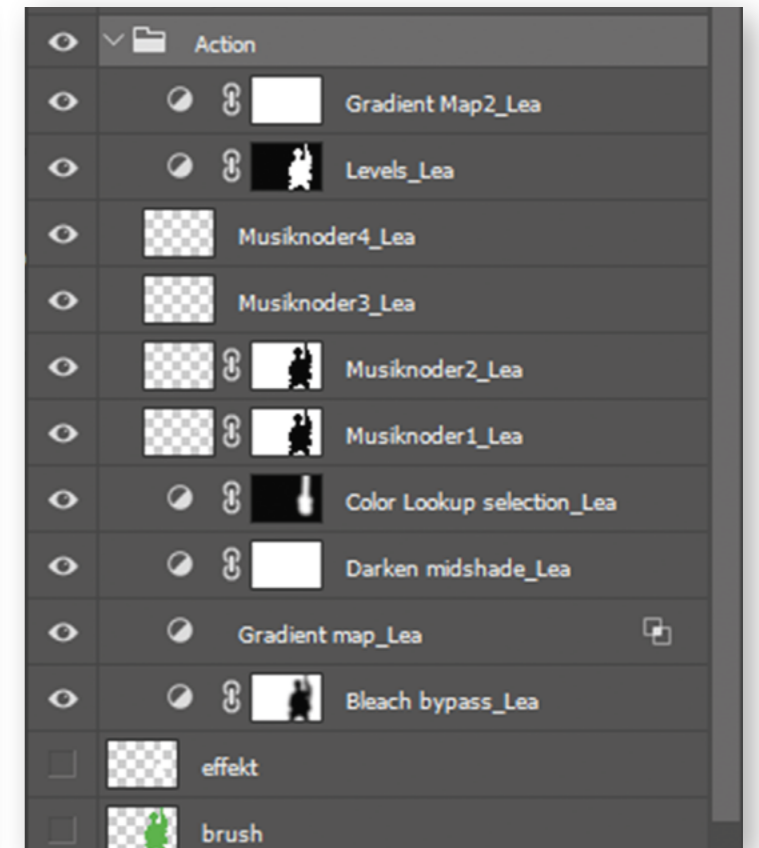 Action
Gradient Map2_Lea
Levels_Lea
Musiknoder4_Lea
Musiknoder3_Lea
Musiknoder2_Lea
Musiknoder1_Lea
Color Lookup selection_Lea
Darken midshade_Lea
Gradient map_Lea
Bleach bypass_Lea
effekt
brush